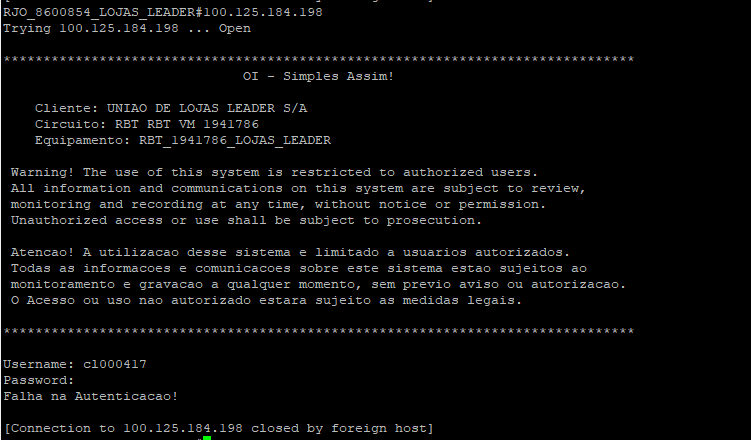 RJO_8600854_LOJAS_LEADER#100.125.184.198
Trying 100.125.184.198 ... Open
*******************************************************************************
OI - Simples Assim!
Cliente: UNIAO DE LOJAS LEADER S/A
Circuito: RBT RBT VM 1941786
Equipamento: RBT_1941786_LOJAS_LEADER
Warning! The use of this system is restricted to authorized users.
All information and communications on this system are subject to review,
monitoring and recording at any time, without notice or permission.
Unauthorized access or use shall be subject to prosecution.
Atencao! A utilizacao desse sistema e limitado a usuarios autorizados.
Todas as informacoes e comunicacoes sobre este sistema estao sujeitos ao
monitoramento e gravacao a qualquer momento, sem previo aviso ou autorizacao.
O Acesso ou uso nao autorizado estara sujeito as medidas legais.
*******************************************************************************
Username: cl000417
Password:
Falha na Autenticacao!
[Connection to 100.125.184.198 closed by foreign host]